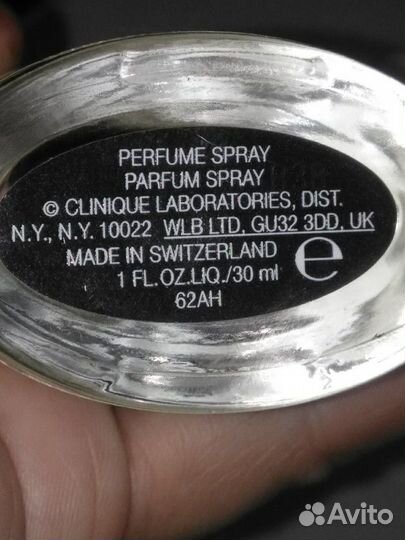 PERFUME SPRAY
PARFUM SPRAY
© CLINIQUE LABORATORIES, DIST.
N.Y., N.Y. 10022 WLB LTD, GU32 3DD, UK
MADE IN SWITZERLAND
1 FL.OZ.LIQ./30 ml ℮
62AH
Avito